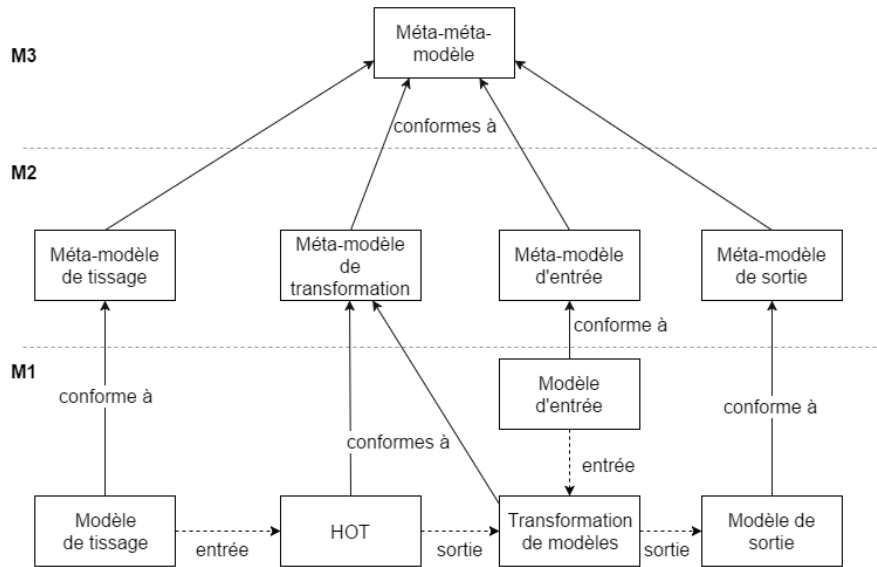 Méta-méta-
modèle
M3
conformes à
M2
Méta-modèle
de tissage
Méta-modèle
de
transformation
Méta-modèle
d'entrée
Méta-modèle
de sortie
conforme à
M1
Modèle
d'entrée
conforme à
conforme à
conformes à
entrée
Modèle
de tissage
entrée
HOT
sortie
Transformation
de modèles
sortie
Modèle de
sortie